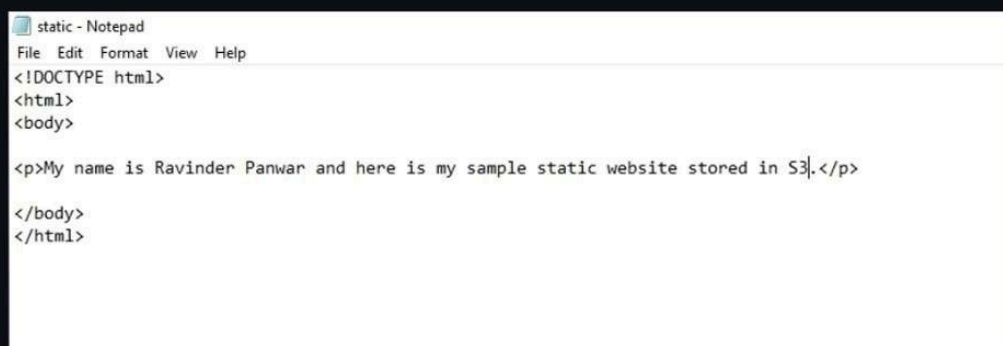 static - Notepad
File Edit Format View Help
<!DOCTYPE html>
<html>
<body>
<p>My name is Ravinder Panwar and here is my sample static website stored in S3.</p>
</body>
</html>